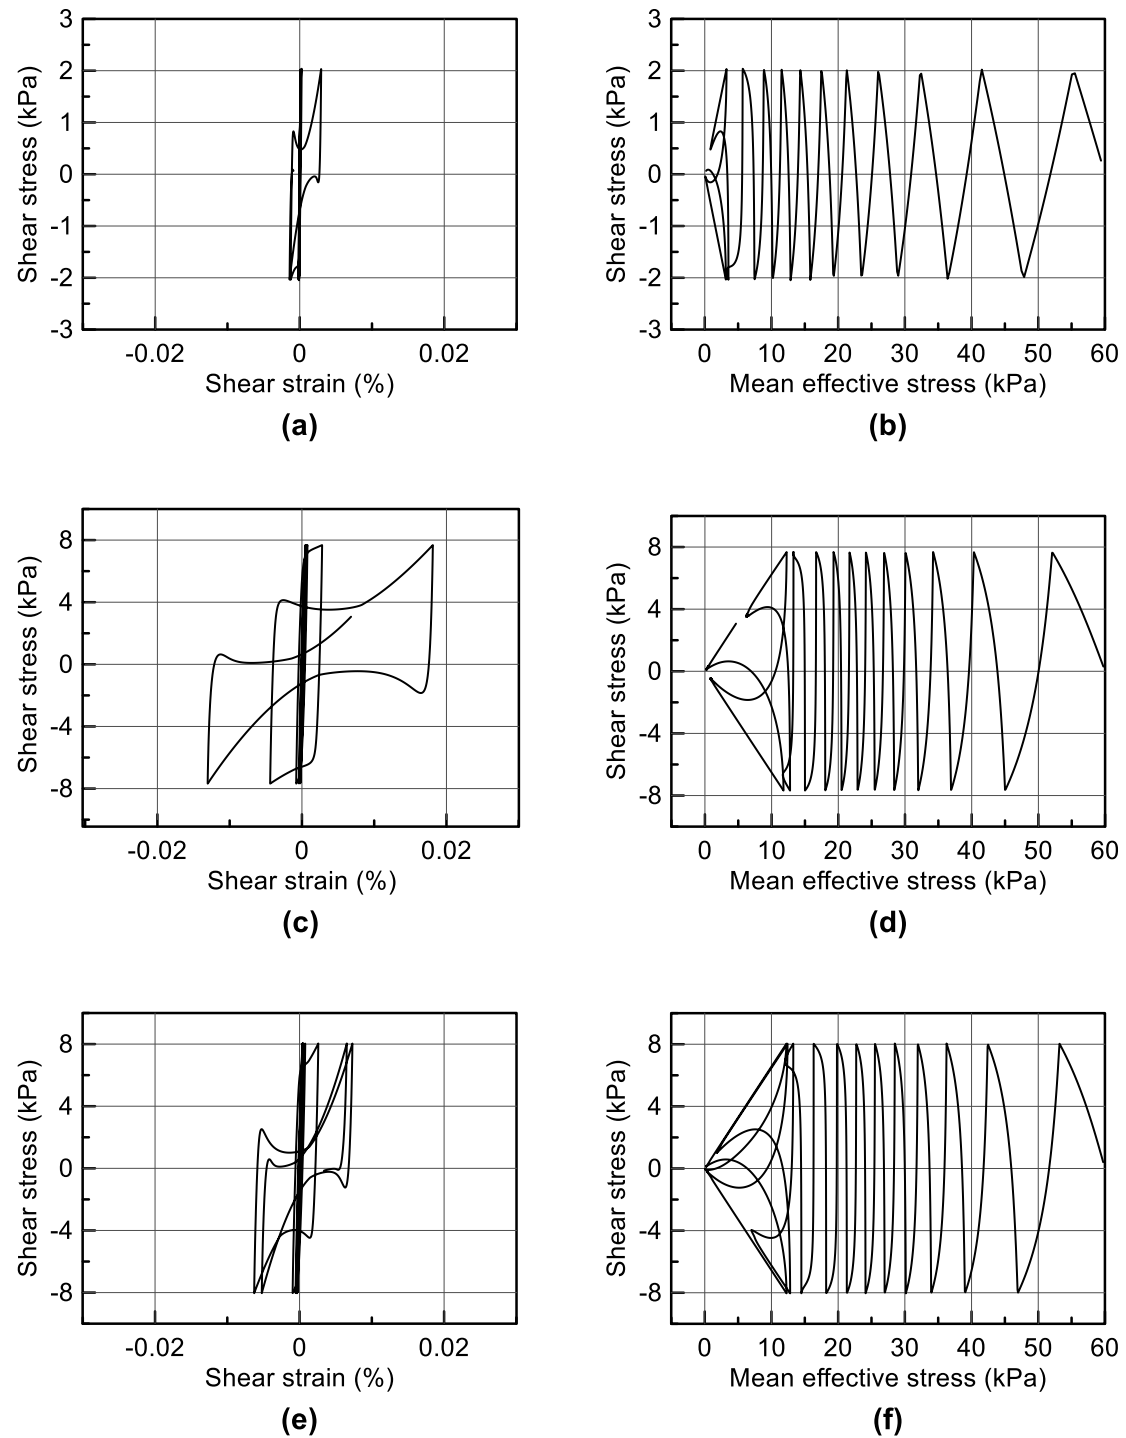 3
2
1
0
-1
-2
-3
Shear stress (kPa)
-0.02 0 0.02
Shear strain (%)
(a)
3
2
1
0
-1
-2
-3
Shear stress (kPa)
0 10 20 30 40 50 60
Mean effective stress (kPa)
(b)
8
4
0
-4
-8
Shear stress (kPa)
-0.02 0 0.02
Shear strain (%)
(c)
8
4
0
-4
-8
Shear stress (kPa)
0 10 20 30 40 50 60
Mean effective stress (kPa)
(d)
8
4
0
-4
-8
Shear stress (kPa)
-0.02 0 0.02
Shear strain (%)
(e)
8
4
0
-4
-8
Shear stress (kPa)
0 10 20 30 40 50 60
Mean effective stress (kPa)
(f)